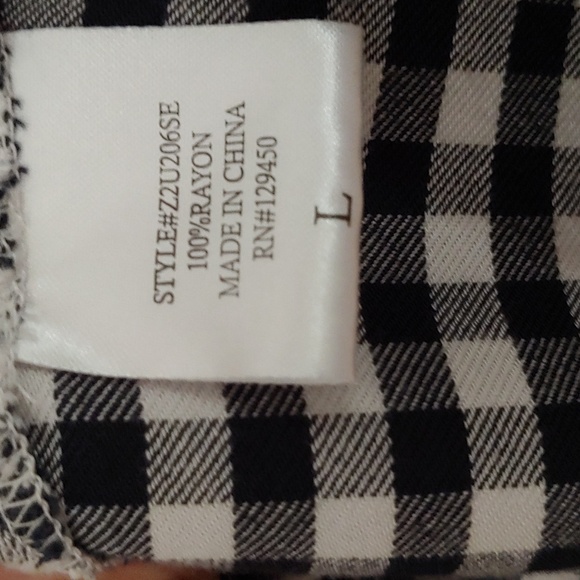 STYLE#Z2U206SE
100%RAYON
MADE IN CHINA
RN#129450
L